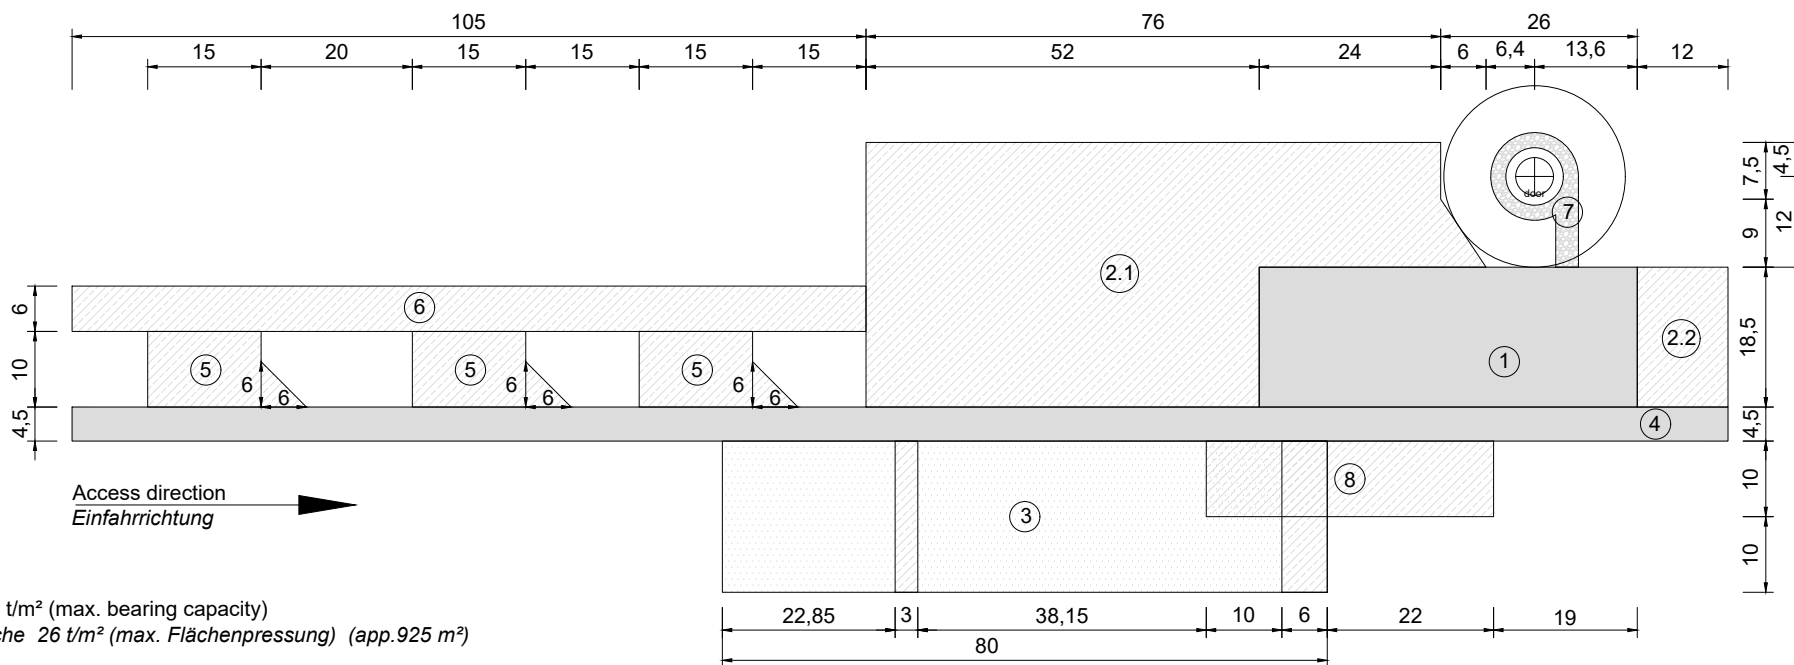 105 76 26
15 20 15 15 15 15 52 24 6 6,4 13,6 12
door
7
7,5 4,5
9 12
2.1
6 6
10 5 5 5 1 2.2 18,5
6 6 6 6 6 6
4,5 4 4,5
Access direction
Einfahrrichtung
3 8 10
10
t/m² (max. bearing capacity)
che 26 t/m² (max. Flächenpressung) (app.925 m²)
22,85 3 38,15 10 6 22 19
80